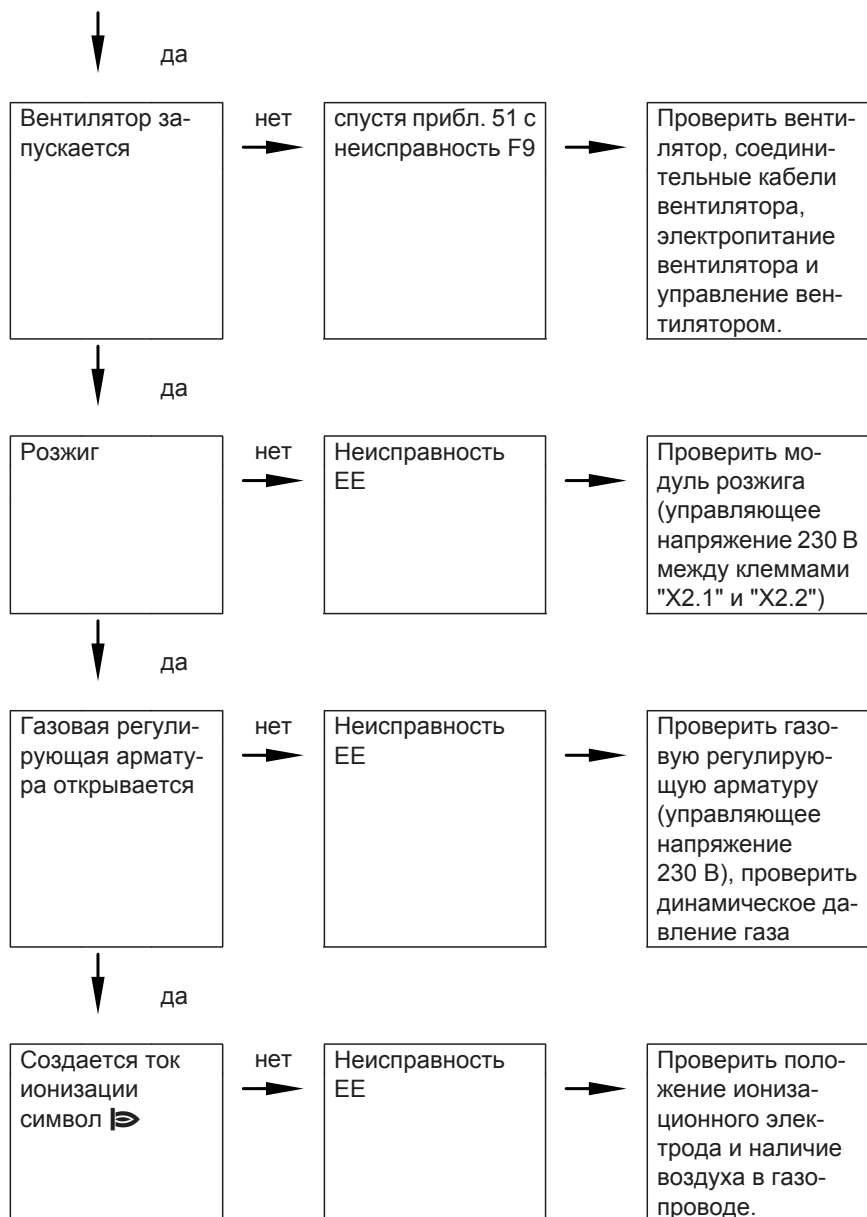 да
Вентилятор за-
пускается
нет
спустя прибл. 51 с
неисправность F9
Проверить венти-
лятор, соедини-
тельные кабели
вентилятора,
электропитание
вентилятора и
управление вен-
тилятором.
да
Розжиг
нет
Неисправность
EE
Проверить мо-
дуль розжига
(управляющее
напряжение 230 В
между клеммами
"X2.1" и "X2.2")
да
Газовая регули-
рующая армату-
ра открывается
нет
Неисправность
EE
Проверить газо-
вую регулирую-
щую арматуру
(управляющее
напряжение
230 В), проверить
динамическое да-
вление газа
да
Создается ток
ионизации
символ
нет
Неисправность
EE
Проверить поло-
жение иониза-
ционного элек-
трода и наличие
воздуха в газо-
проводе.